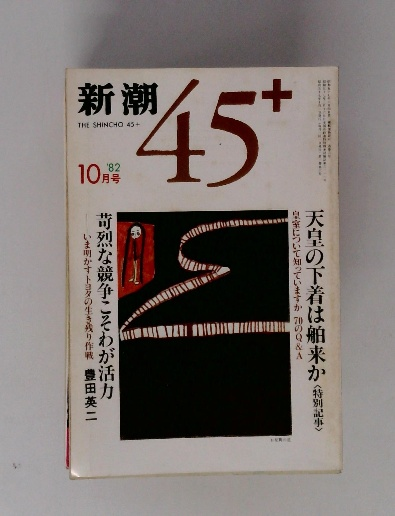 新潮
45+
THE SHINCHO 45+
'82
10月号
天皇の下着は舶来か〈特別記事〉
皇室について知っていますか 70のQ&A
苛烈な競争こそわが活力
いま明かすトヨタの生き残り作戦 豊田英二